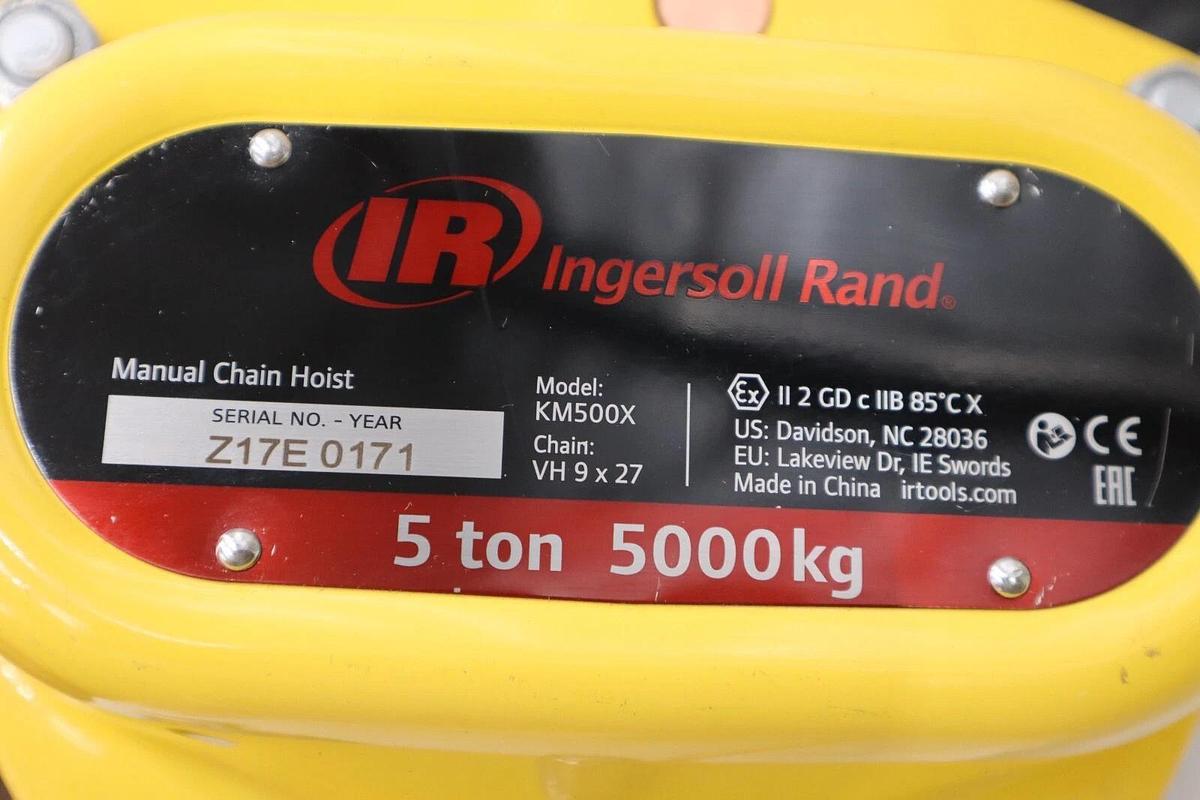 IR Ingersoll Rand®
Manual Chain Hoist
SERIAL NO. - YEAR
Z17E 0171
Model:
KM500X
Chain:
VH 9 x 27
Ex II 2 GD c IIB 85°C X
US: Davidson, NC 28036
EU: Lakeview Dr, IE Swords
Made in China irtools.com
CE
EAC
5 ton 5000kg